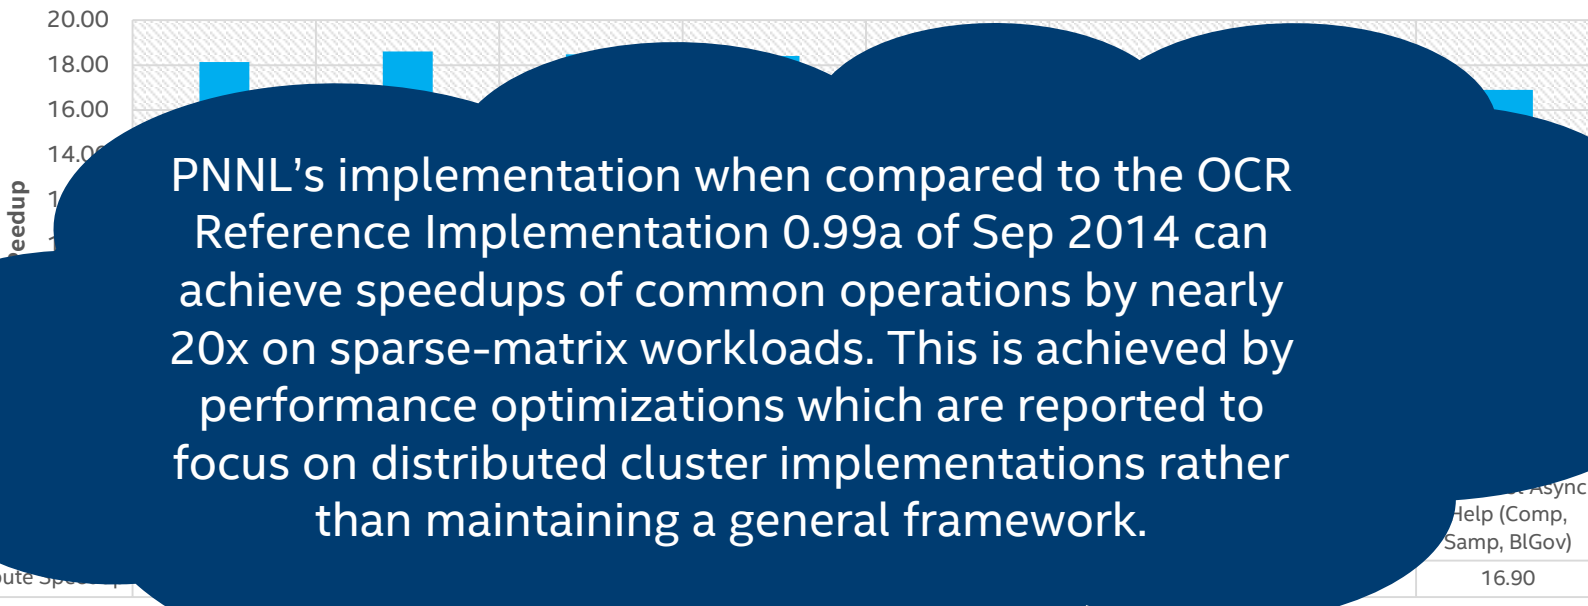 20.00
18.00
16.00
PNNL's implementation when compared to the OCR
Reference Implementation 0.99a of Sep 2014 can
achieve speedups of common operations by nearly
20x on sparse-matrix workloads. This is achieved by
performance optimizations which are reported to
focus on distributed cluster implementations rather
than maintaining a general framework.
Async
Help (Comp,
Samp, BlGov)
16.90